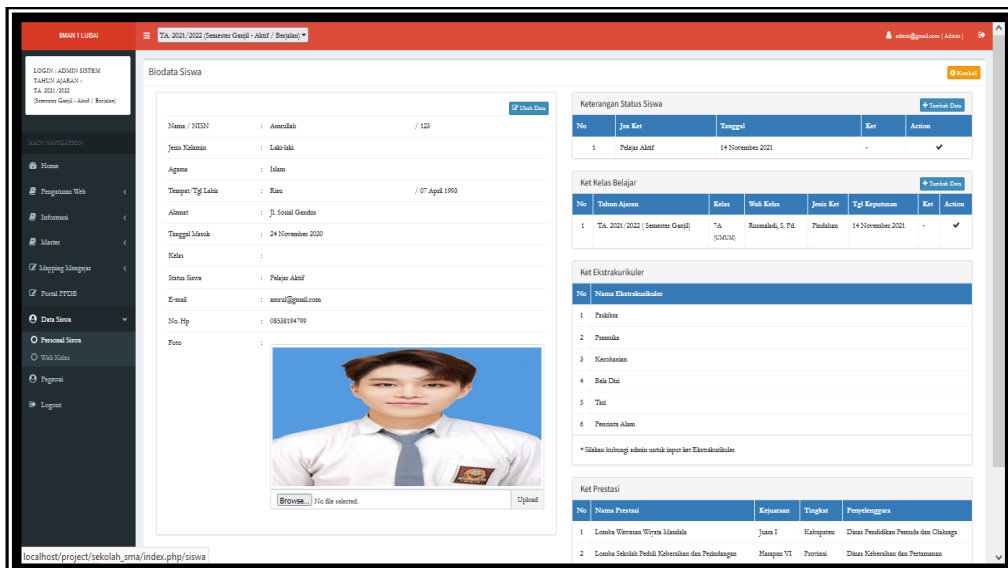 SMAN 1 LUBAI
TA. 2021/2022 (Semester Ganjil - Aktif / Berjalan)
admin@gmail.com ( Admin )
LOGIN : ADMIN SISTEM
TAHUN AJARAN :
TA. 2021/2022
(Semester Ganjil - Aktif / Berjalan)
MAIN NAVIGATION
Home
Pengaturan Web
Informasi
Master
Mapping Mengajar
Portal PPDB
Data Siswa
Personal Siswa
Wali Kelas
Pegawai
Logout
Biodata Siswa
Kembali
Ubah Data
Nama / NISN : Amrullah / 123
Jenis Kelamin : Laki-laki
Agama : Islam
Tempat/Tgl Lahir : Riau / 07 April 1993
Alamat : Jl. Sosial Gandus
Tanggal Masuk : 24 November 2020
Kelas :
Status Siswa : Pelajar Aktif
E-mail : amrul@gmail.com
No. Hp : 08538194799
Foto :
Browse... No file selected. Upload
Keterangan Status Siswa
+ Tambah Data
No Jns Ket Tanggal Ket Action
1 Pelajar Aktif 14 November 2021 -
Ket Kelas Belajar
+ Tambah Data
No Tahun Ajaran Kelas Wali Kelas Jenis Ket Tgl Keputusan Ket Action
1 TA. 2021/2022 ( Semester Ganjil) 7A (UMUM) Rusmaladi, S. Pd. Pindahan 14 November 2021 -
Ket Ekstrakurikuler
No Nama Ekstrakurikuler
1 Paskibra
2 Pramuka
3 Kerohanian
4 Bela Diri
5 Tari
6 Pencinta Alam
* Silakan hubungi admin untuk input ket Ekstrakurikuler
Ket Prestasi
No Nama Prestasi Kejuaraan Tingkat Penyelenggara
1 Lomba Wawasan Wiyata Mandala Juara I Kabupaten Dinas Pendidikan Pemuda dan Olahraga
2 Lomba Sekolah Peduli Kebersihan dan Perindangan Harapan VI Provinsi Dinas Kebersihan dan Pertamanan
localhost/project/sekolah_sma/index.php/siswa